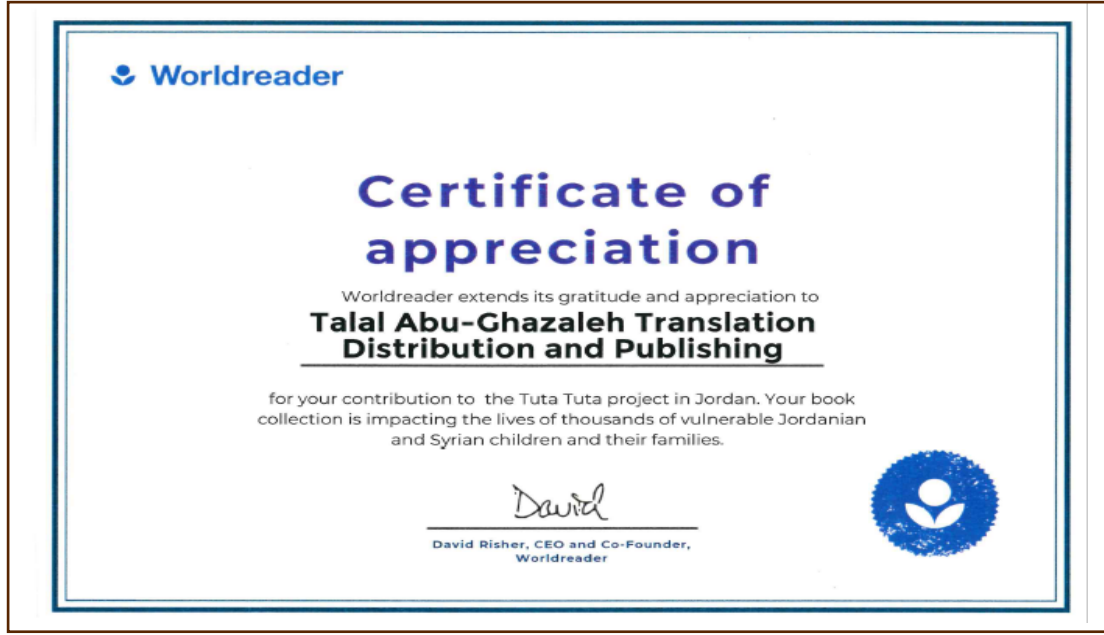 Worldreader
Certificate of
appreciation
Worldreader extends its gratitude and appreciation to
Talal Abu-Ghazaleh Translation
Distribution and Publishing
for your contribution to the Tuta Tuta project in Jordan. Your book
collection is impacting the lives of thousands of vulnerable Jordanian
and Syrian children and their families.
David
David Risher, CEO and Co-Founder,
Worldreader